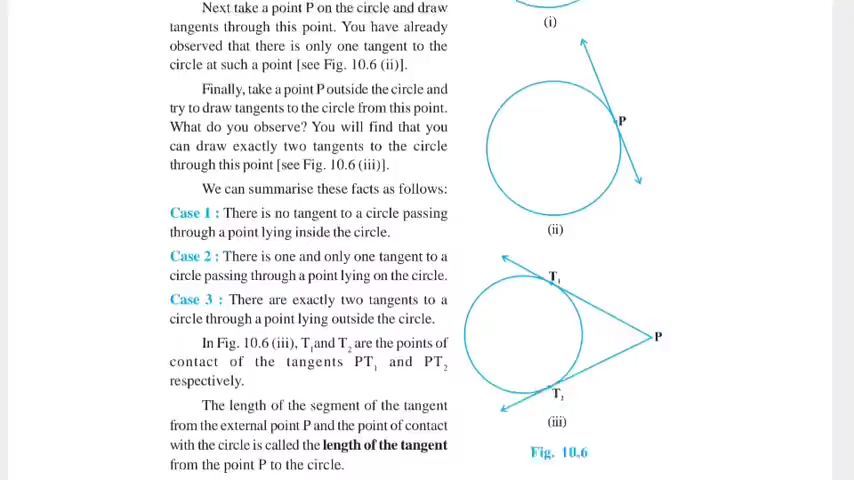 Next take a point P on the circle and draw
tangents through this point. You have already
observed that there is only one tangent to the
circle at such a point [see Fig. 10.6 (ii)].
Finally, take a point P outside the circle and
try to draw tangents to the circle from this point.
What do you observe? You will find that you
can draw exactly two tangents to the circle
through this point [see Fig. 10.6 (iii)].
We can summarise these facts as follows:
Case 1 : There is no tangent to a circle passing
through a point lying inside the circle.
Case 2 : There is one and only one tangent to a
circle passing through a point lying on the circle.
Case 3 : There are exactly two tangents to a
circle through a point lying outside the circle.
In Fig. 10.6 (iii), T₁and T₂ are the points of
contact of the tangents PT₁ and PT₂
respectively.
The length of the segment of the tangent
from the external point P and the point of contact
with the circle is called the length of the tangent
from the point P to the circle.
(i)
P
(ii)
T₁
P
T₂
(iii)
Fig. 10.6